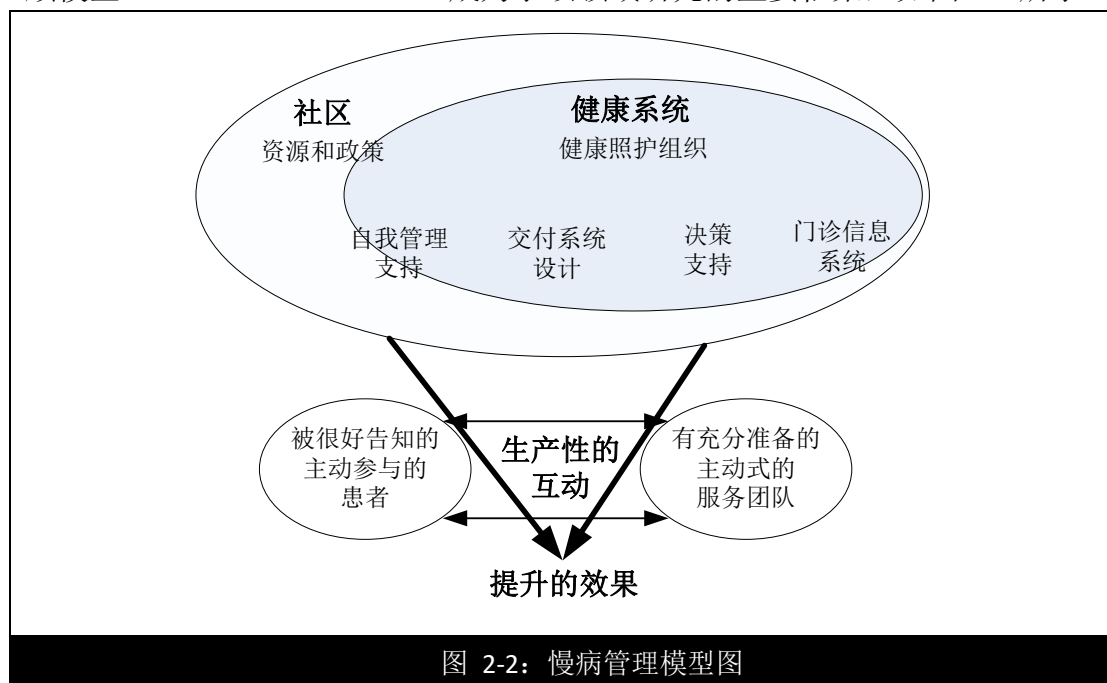 社区
资源和政策
健康系统
健康照护组织
自我管理
支持
交付系统
设计
决策
支持
门诊信息
系统
被很好告知的
主动参与的
患者
生产性的
互动
有充分准备的
主动式的
服务团队
提升的效果
图 2-2：慢病管理模型图